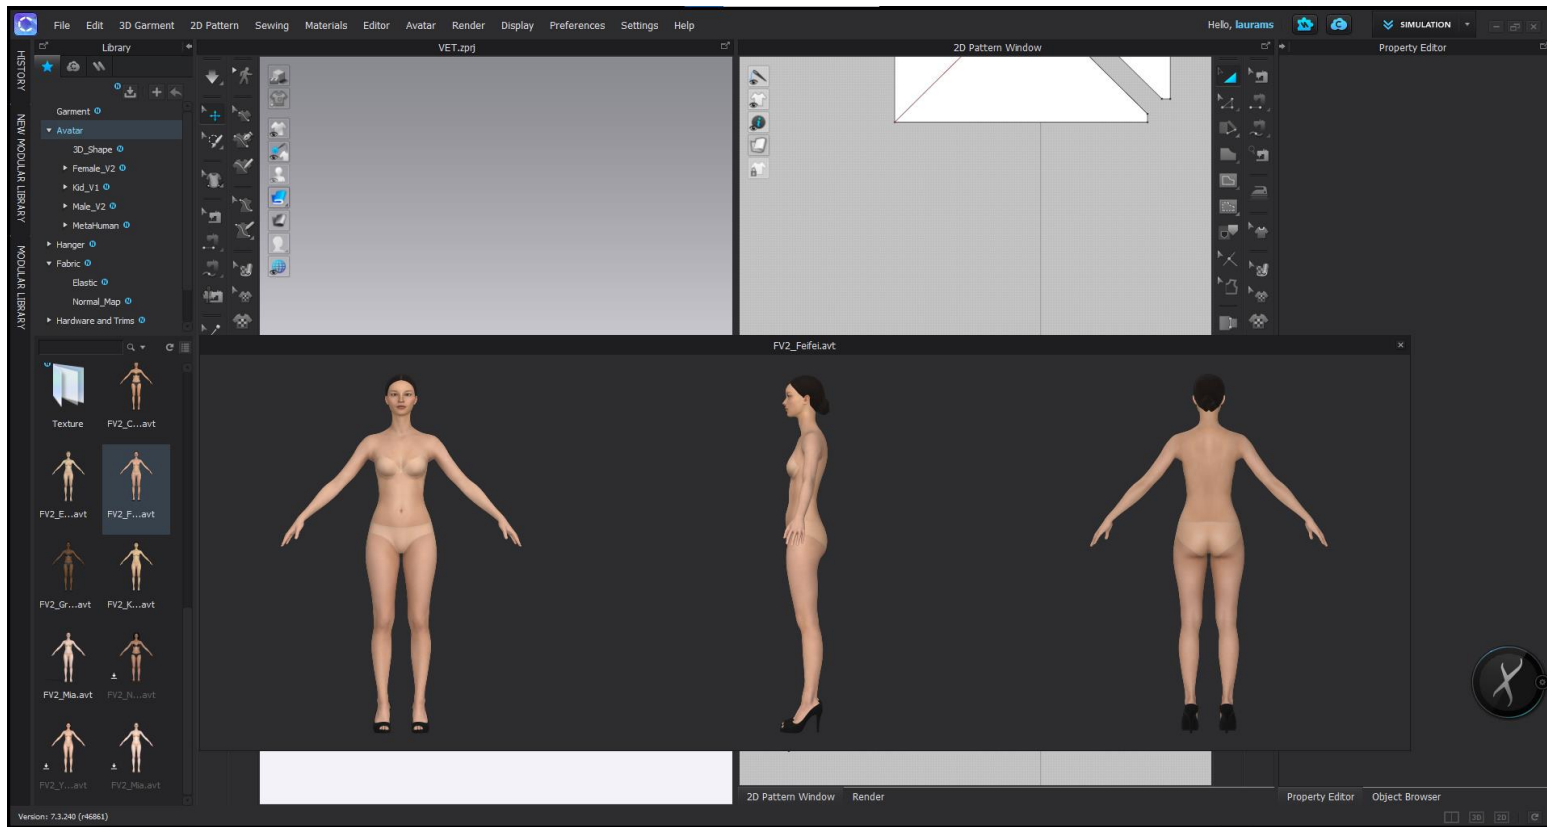 File Edit 3D Garment 2D Pattern Sewing Materials Editor Avatar Render Display Preferences Settings Help
Hello, laurams
SIMULATION
HISTORY
NEW MODULAR LIBRARY
MODULAR LIBRARY
Library
VET.zprj
2D Pattern Window
Property Editor
Garment
Avatar
3D_Shape
Female_V2
Kid_V1
Male_V2
MetaHuman
Hanger
Fabric
Elastic
Normal_Map
Hardware and Trims
FV2_Feifei.avt
Texture FV2_C...avt
FV2_E...avt FV2_F...avt
FV2_Gr...avt FV2_K...avt
FV2_Mia.avt FV2_N...avt
FV2_Y...avt FV2_Mia.avt
2D Pattern Window Render
Property Editor Object Browser
Version: 7.3.240 (r46861)
3D 2D